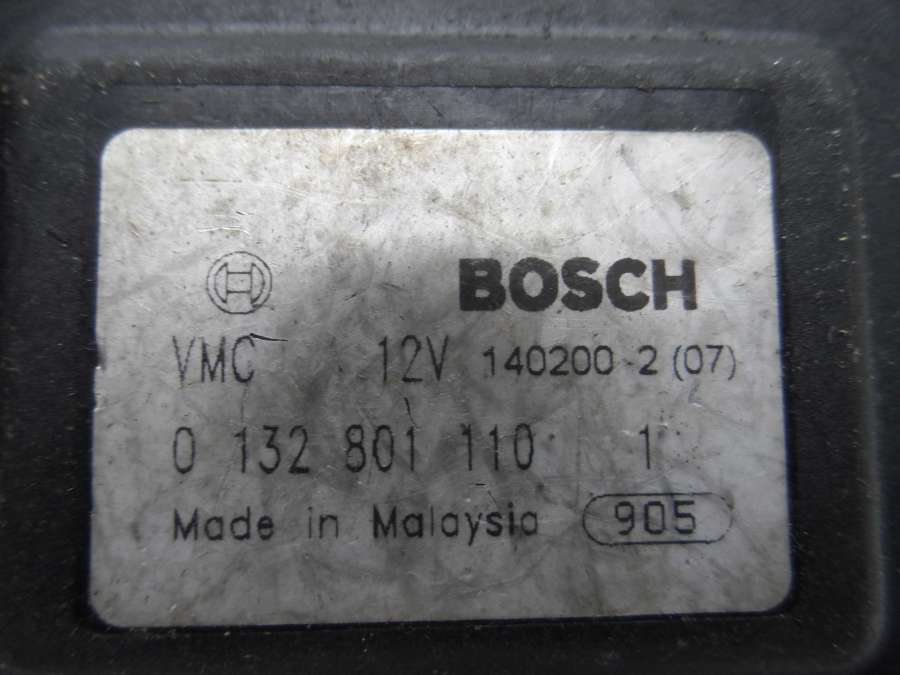 BOSCH
VMC 12V 140200-2 (07)
0 132 801 110 1
Made in Malaysia 905